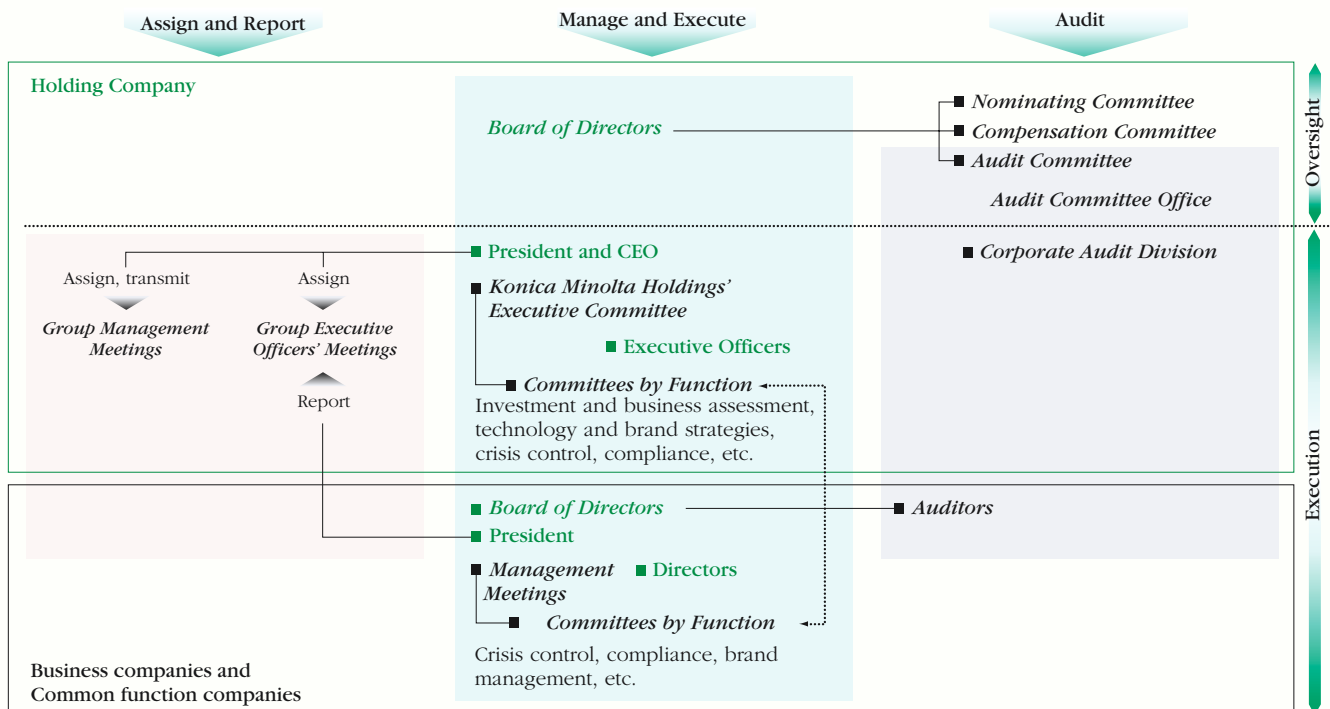 Assign and Report
Manage and Execute
Audit
Holding Company
Board of Directors
Nominating Committee
Compensation Committee
Audit Committee
Audit Committee Office
Oversight
President and CEO
Corporate Audit Division
Assign, transmit
Assign
Konica Minolta Holdings’
Executive Committee
Group Management
Meetings
Group Executive
Officers’ Meetings
Executive Officers
Report
Committees by Function
Investment and business assessment,
technology and brand strategies,
crisis control, compliance, etc.
Execution
Board of Directors
Auditors
President
Management
Meetings
Directors
Committees by Function
Crisis control, compliance, brand
management, etc.
Business companies and
Common function companies